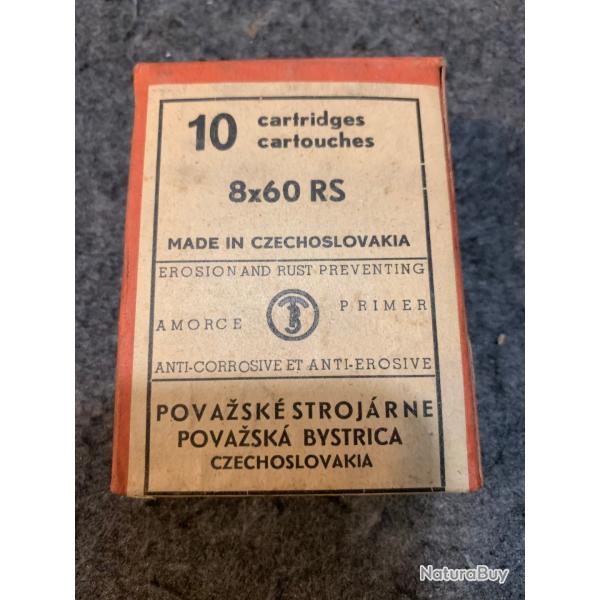 10 cartridges
cartouches
8x60 RS
MADE IN CZECHOSLOVAKIA
EROSION AND RUST PREVENTING
AMORCE PRIMER
ANTI-CORROSIVE ET ANTI-EROSIVE
POVAŽSKÉ STROJÁRNE
POVAŽSKÁ BYSTRICA
CZECHOSLOVAKIA
NaturaBuy